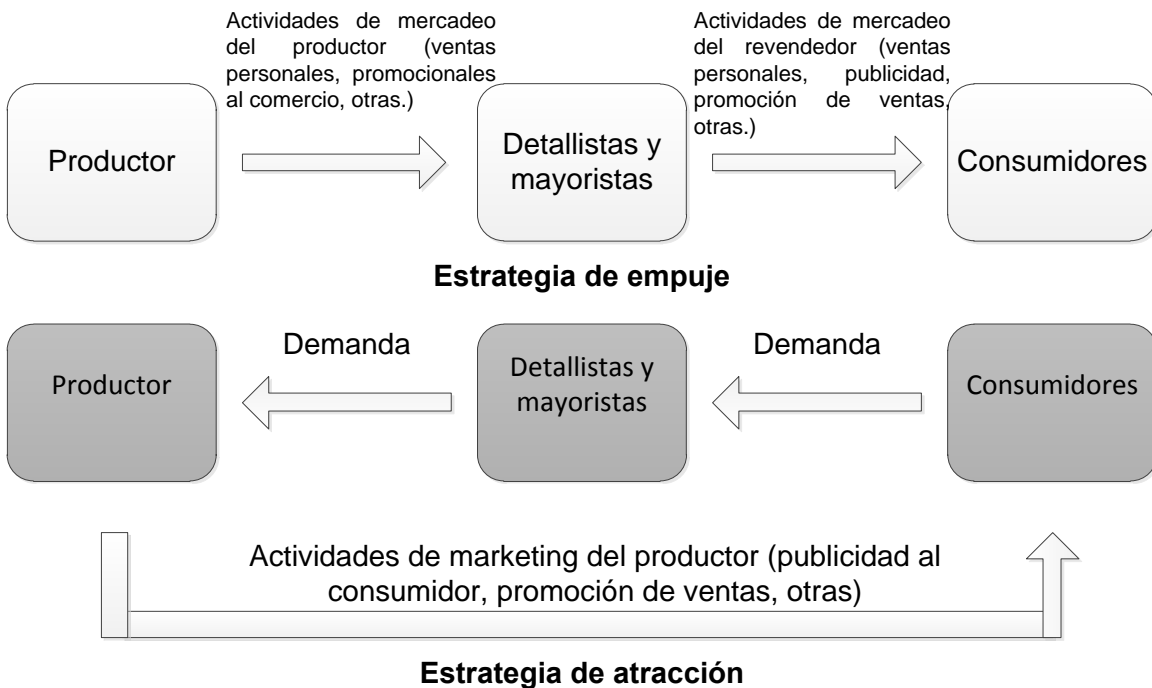 Actividades de mercadeo
del productor (ventas
personales, promocionales
al comercio, otras.)
Actividades de mercadeo
del revendedor (ventas
personales, publicidad,
promoción de ventas,
otras.)
Productor
Detallistas y
mayoristas
Consumidores
Estrategia de empuje
Demanda
Demanda
Productor
Detallistas y
mayoristas
Consumidores
Actividades de marketing del productor (publicidad al
consumidor, promoción de ventas, otras)
Estrategia de atracción